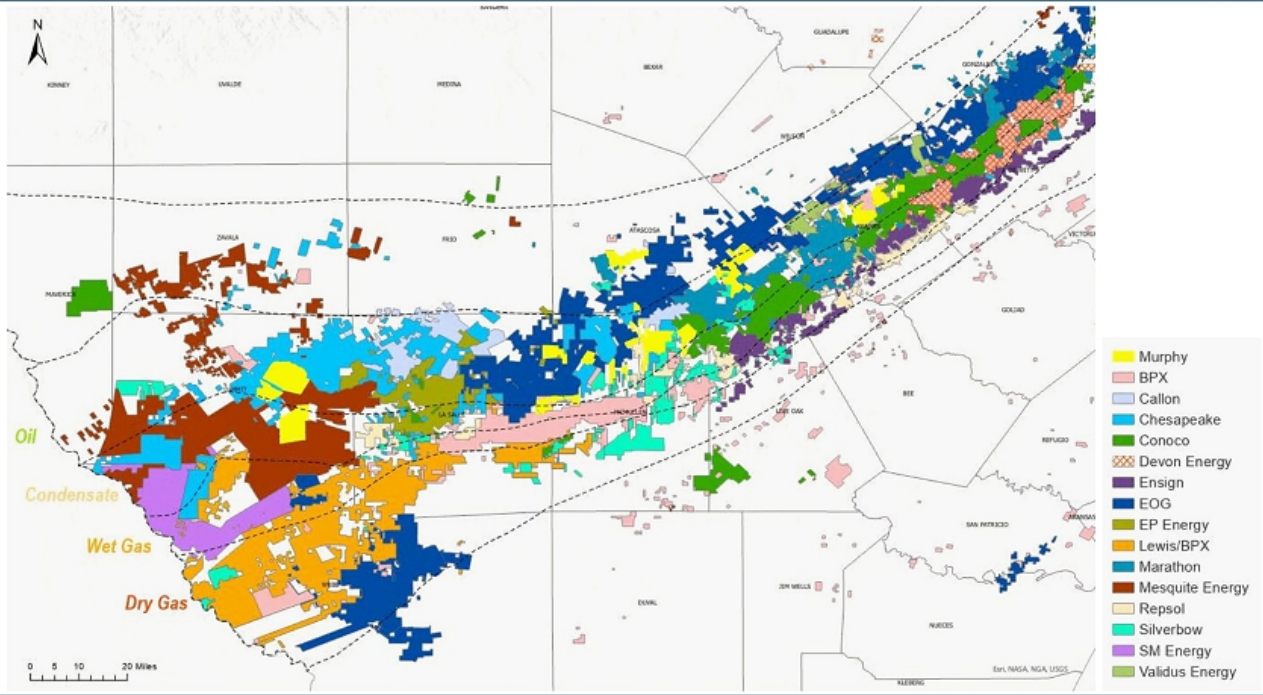 N
GUADALUPE
KINNEY
UVALDE
MEDINA
BEXAR
GONZALES
WILSON
ZAVALA
FRIO
ATASCOSA
VICTORIA
MAVERICK
GOLIAD
LA SALLE
MCMULLEN
LIVE OAK
BEE
REFUGIO
Oil
Condensate
Wet Gas
Dry Gas
SAN PATRICIO
ARANSAS
JIM WELLS
DUVAL
NUECES
KLEBERG
0 5 10 20 Miles
Esri, NASA, NGA, USGS
Murphy
BPX
Callon
Chesapeake
Conoco
Devon Energy
Ensign
EOG
EP Energy
Lewis/BPX
Marathon
Mesquite Energy
Repsol
Silverbow
SM Energy
Validus Energy